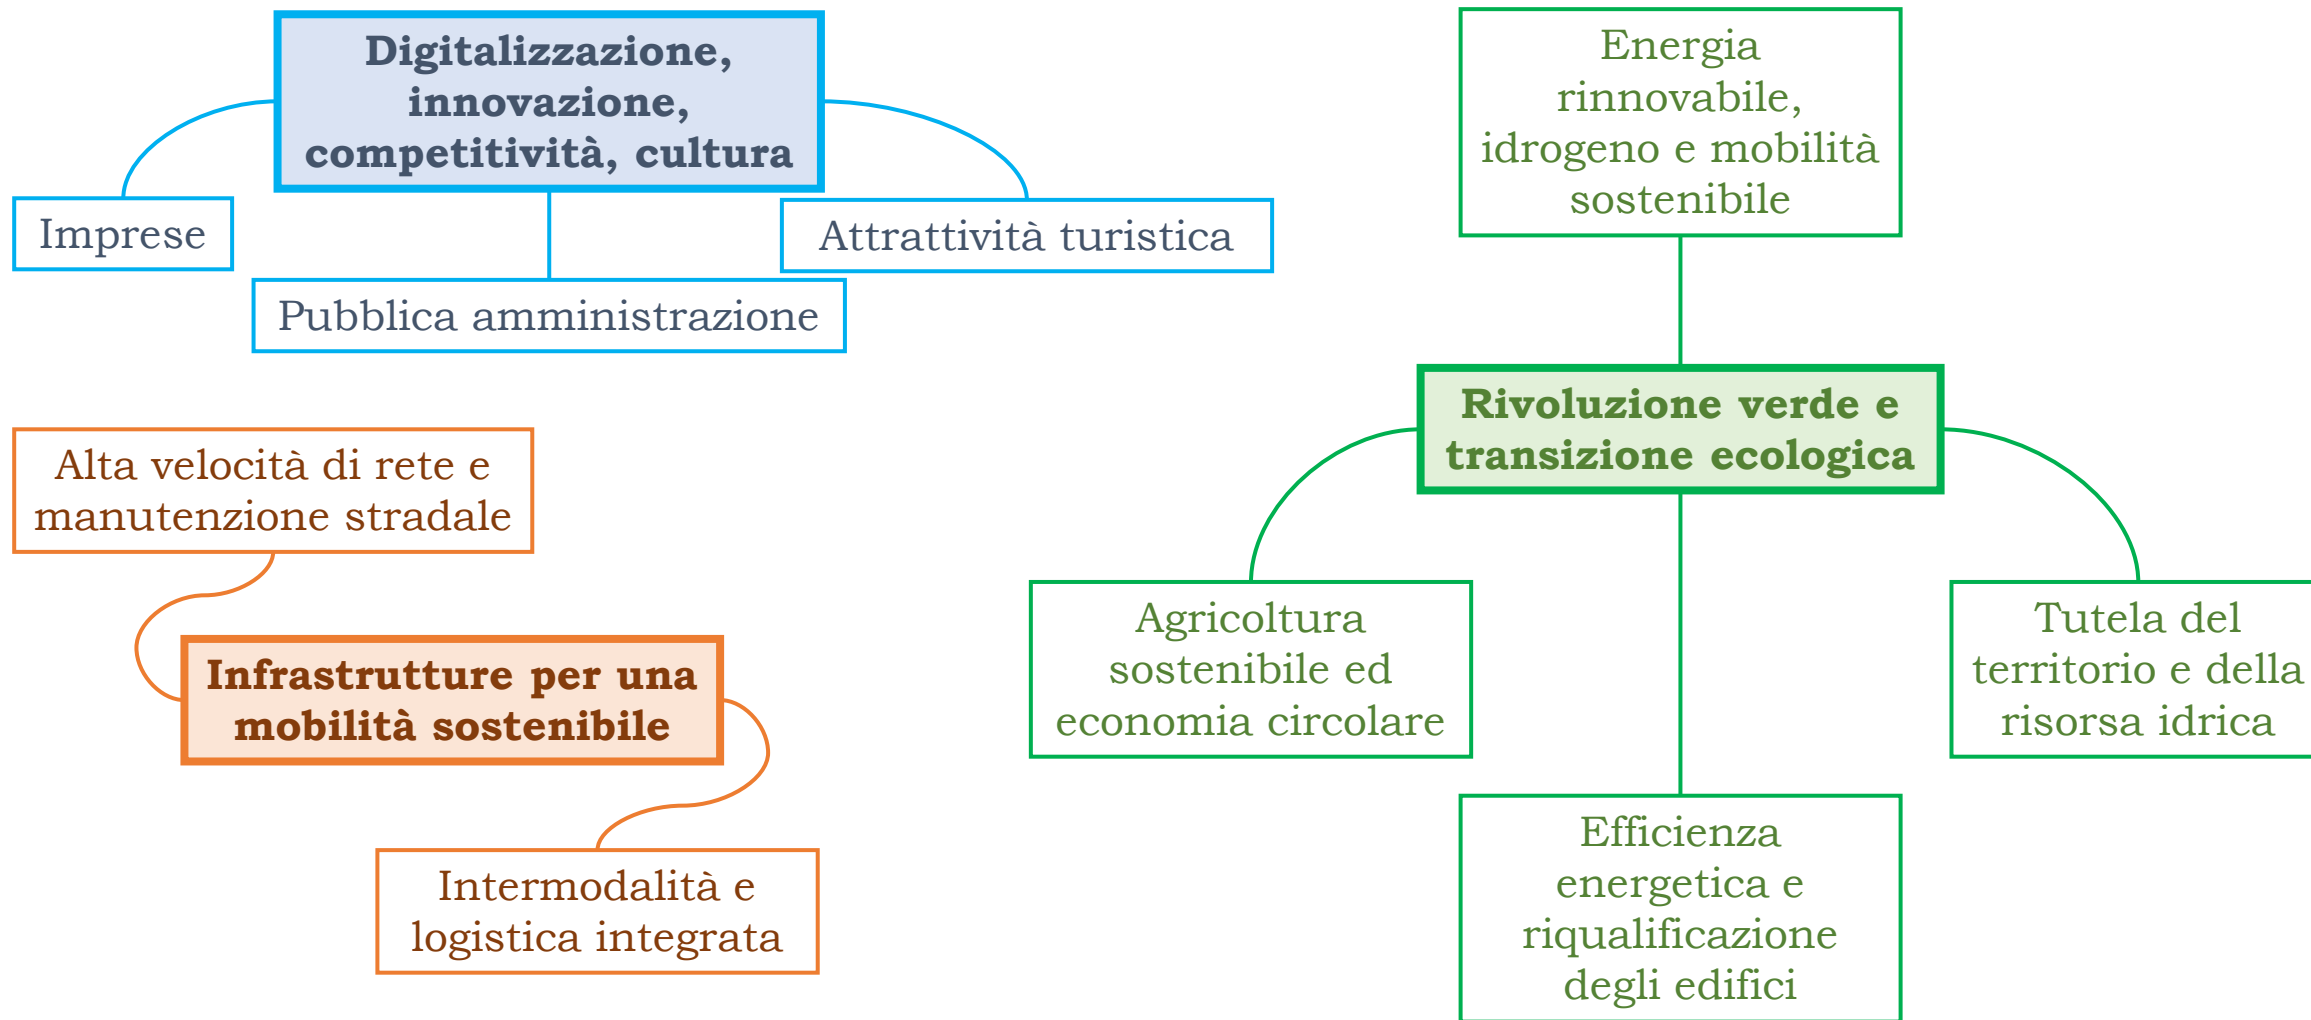 Digitalizzazione,
innovazione,
competitività, cultura
Imprese
Pubblica amministrazione
Attrattività turistica
Alta velocità di rete e
manutenzione stradale
Infrastrutture per una
mobilità sostenibile
Intermodalità e
logistica integrata
Energia
rinnovabile,
idrogeno e mobilità
sostenibile
Rivoluzione verde e
transizione ecologica
Agricoltura
sostenibile ed
economia circolare
Efficienza
energetica e
riqualificazione
degli edifici
Tutela del
territorio e della
risorsa idrica